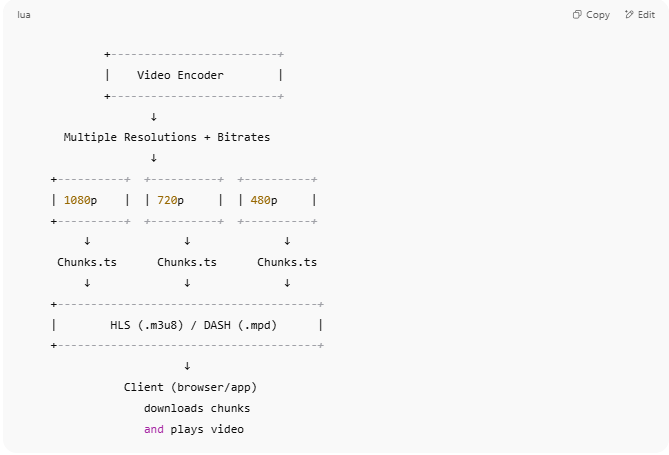 lua Copy Edit
+-------------------------+
|    Video Encoder        |
+-------------------------+
↓
Multiple Resolutions + Bitrates
↓
+----------+  +----------+  +----------+
| 1080p    |  | 720p     |  | 480p     |
+----------+  +----------+  +----------+
↓              ↓              ↓
Chunks.ts      Chunks.ts      Chunks.ts
↓              ↓              ↓
+---------------------------------------+
|        HLS (.m3u8) / DASH (.mpd)      |
+---------------------------------------+
↓
Client (browser/app)
downloads chunks
and plays video